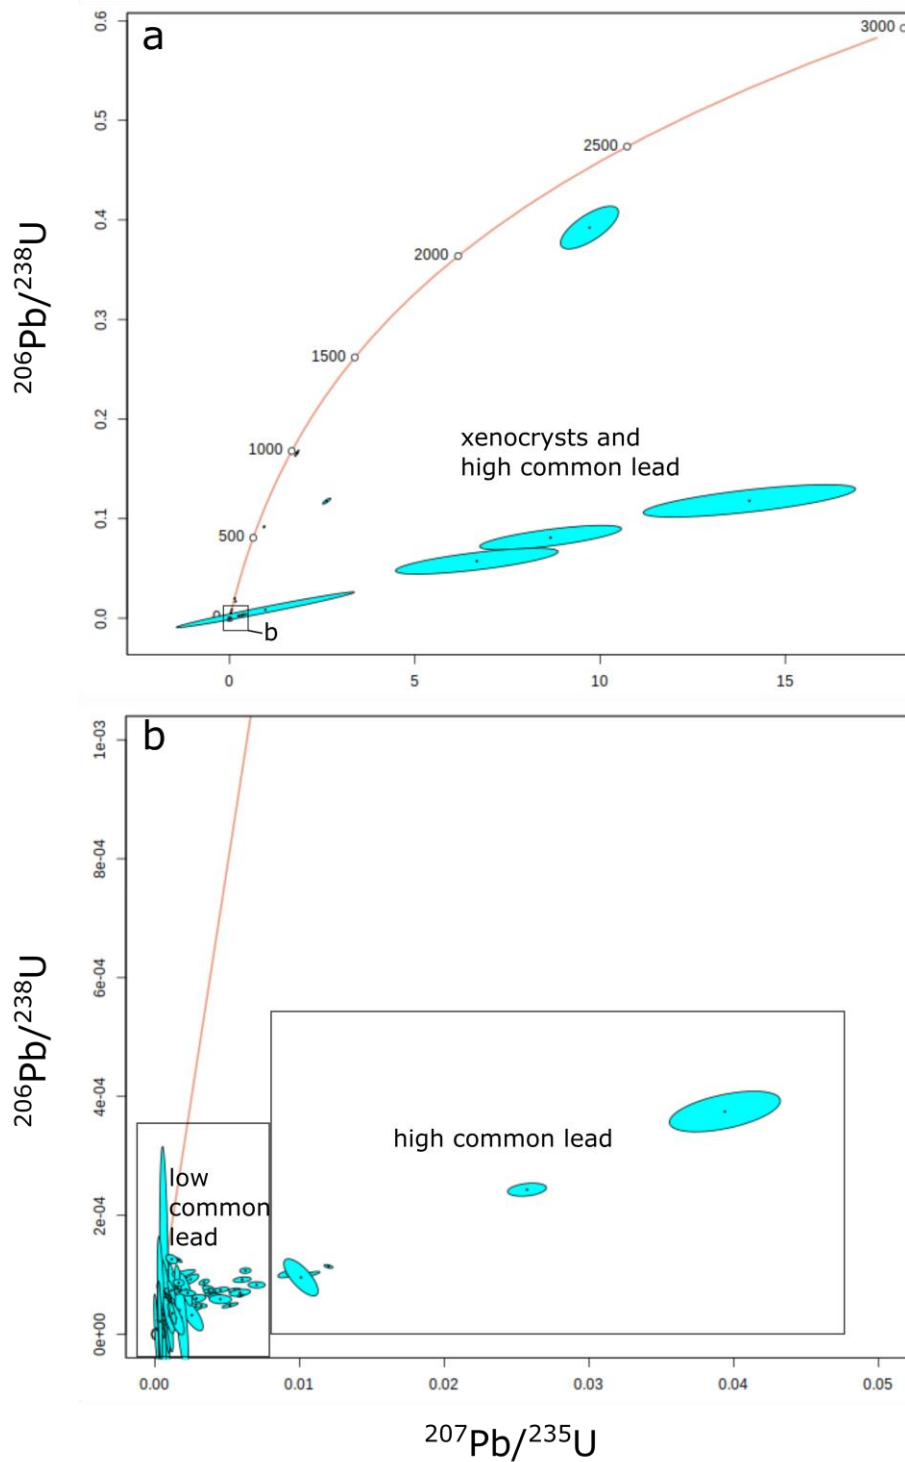 a
0.6
0.5
0.4
0.3
0.2
0.1
0.0
²⁰⁶Pb/²³⁸U
3000
2500
2000
1500
1000
500
0
xenocrysts and
high common lead
b
0
5
10
15
b
1e-03
8e-04
6e-04
4e-04
2e-04
0e+00
²⁰⁶Pb/²³⁸U
high common lead
low
common
lead
0.00
0.01
0.02
0.03
0.04
0.05
²⁰⁷Pb/²³⁵U